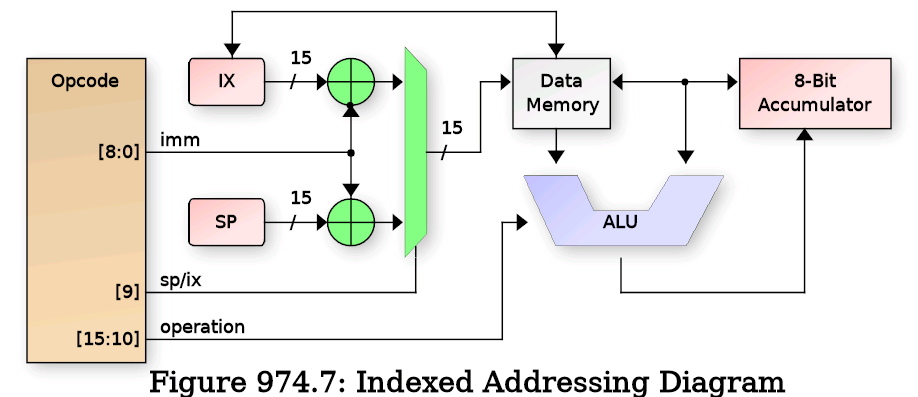 Opcode
IX
15
Data
Memory
8-Bit
Accumulator
[8:0]
imm
15
SP
15
ALU
[9]
sp/ix
[15:10]
operation
Figure 974.7: Indexed Addressing Diagram